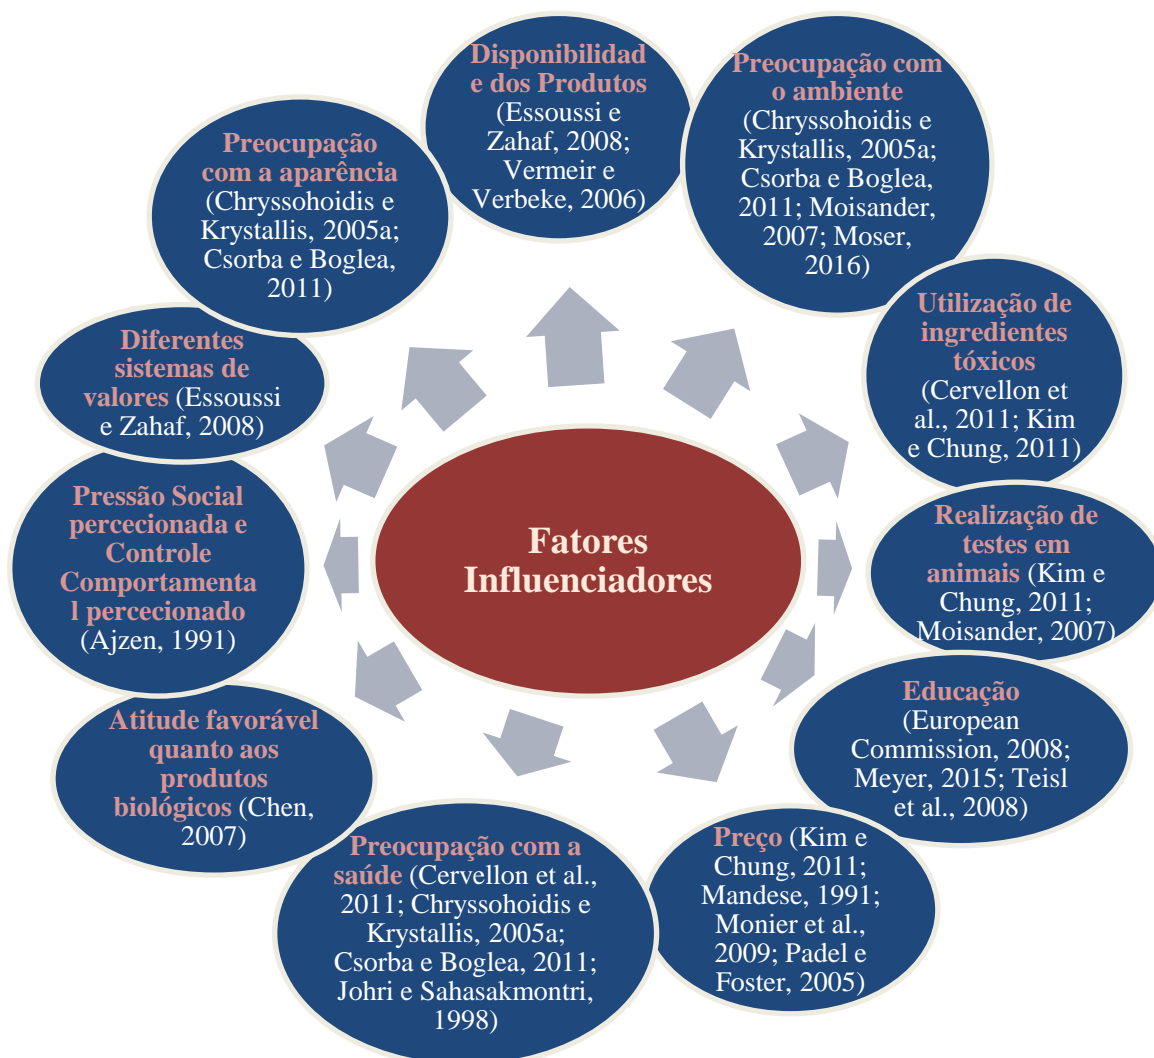 Disponibilidad
e dos Produtos
(Essoussi e
Zahaf, 2008;
Vermeir e
Verbeke, 2006)
Preocupação com
o ambiente
(Chryssohoidis e
Krystallis, 2005a;
Csorba e Boglea,
2011; Moisander,
2007; Moser,
2016)
Utilização de
ingredientes
tóxicos
(Cervellon et
al., 2011; Kim
e Chung, 2011)
Realização de
testes em
animais (Kim e
Chung, 2011;
Moisander, 2007)
Educação
(European
Commission, 2008;
Meyer, 2015; Teisl
et al., 2008)
Preço (Kim e
Chung, 2011;
Mandese, 1991;
Monier et al.,
2009; Padel e
Foster, 2005)
Preocupação com a
saúde (Cervellon et al.,
2011; Chryssohoidis e
Krystallis, 2005a;
Csorba e Boglea, 2011;
Johri e Sahasakmontri,
1998)
Atitude favorável
quanto aos
produtos
biológicos (Chen,
2007)
Pressão Social
percecionada e
Controle
Comportamenta
l percecionado
(Ajzen, 1991)
Diferentes
sistemas de
valores (Essoussi
e Zahaf, 2008)
Preocupação
com a aparência
(Chryssohoidis e
Krystallis, 2005a;
Csorba e Boglea,
2011)
Fatores
Influenciadores